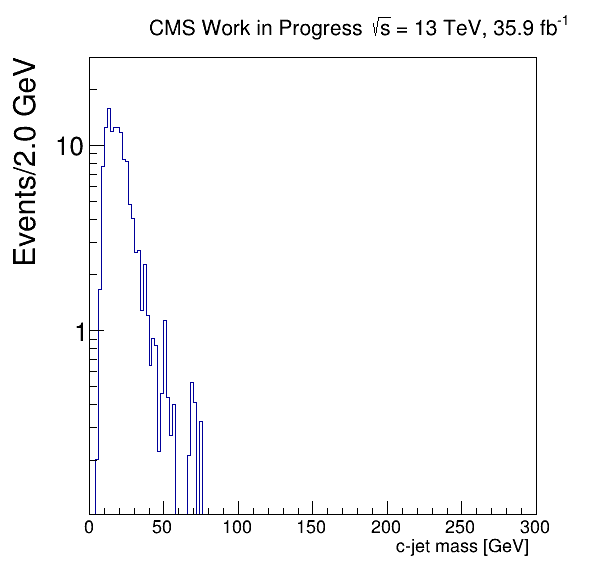 CMS Work in Progress √s = 13 TeV, 35.9 fb⁻¹
Events/2.0 GeV
10
1
0 50 100 150 200 250 300
c-jet mass [GeV]